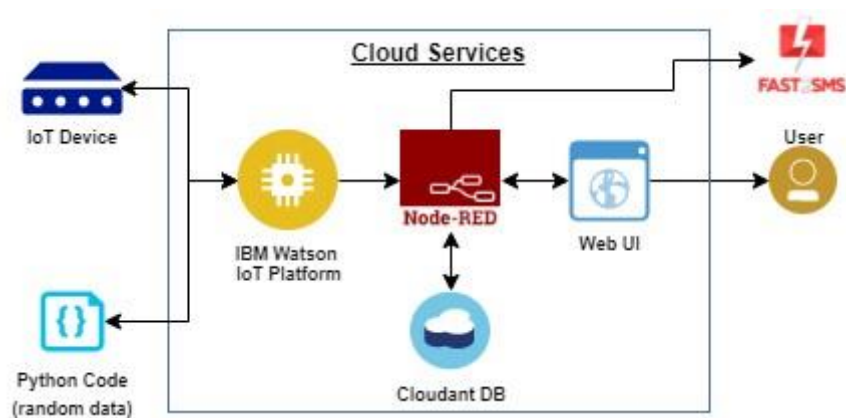 Cloud Services
FAST2SMS
IoT Device
User
Node-RED
IBM Watson
IoT Platform
Web UI
Python Code
(random data)
Cloudant DB